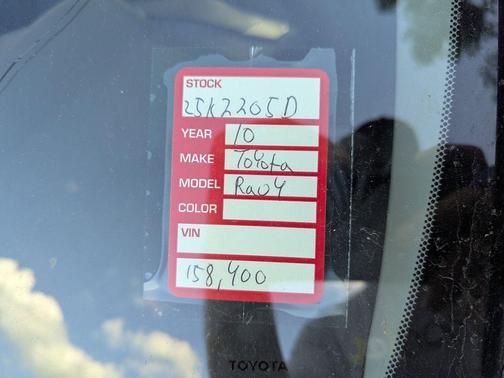 STOCK
25K2205D
YEAR 10
MAKE Toyota
MODEL Rav4
COLOR
VIN
158,400
TOYOTA